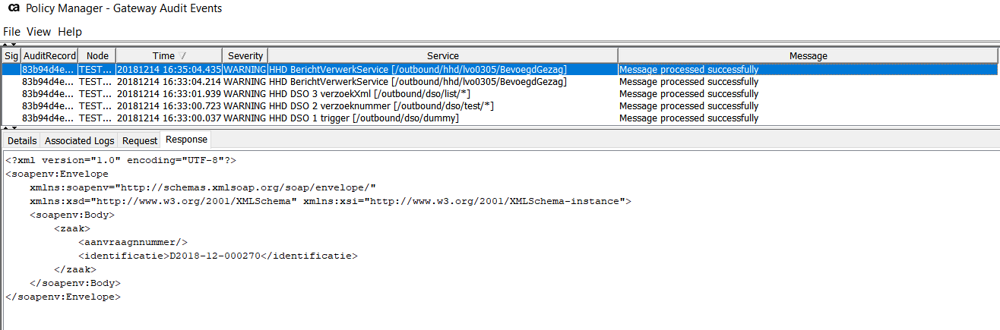 ca Policy Manager - Gateway Audit Events
File View Help
Sig AuditRecord Node Time Severity Service Message
83b94d4e... TEST... 20181214 16:35:04.435 WARNING HHD BerichtVerwerkService [/outbound/hhd/lvo0305/BevoegdGezag] Message processed successfully
83b94d4e... TEST... 20181214 16:33:04.214 WARNING HHD BerichtVerwerkService [/outbound/hhd/lvo0305/BevoegdGezag] Message processed successfully
83b94d4e... TEST... 20181214 16:33:01.939 WARNING HHD DSO 3 verzoekXml [/outbound/dso/list/*] Message processed successfully
83b94d4e... TEST... 20181214 16:33:00.723 WARNING HHD DSO 2 verzoeknummer [/outbound/dso/test/*] Message processed successfully
83b94d4e... TEST... 20181214 16:33:00.037 WARNING HHD DSO 1 trigger [/outbound/dso/dummy] Message processed successfully
Details Associated Logs Request Response
<?xml version="1.0" encoding="UTF-8"?>
<soapenv:Envelope
xmlns:soapenv="http://schemas.xmlsoap.org/soap/envelope/"
xmlns:xsd="http://www.w3.org/2001/XMLSchema" xmlns:xsi="http://www.w3.org/2001/XMLSchema-instance">
<soapenv:Body>
<zaak>
<aanvraagnnummer/>
<identificatie>D2018-12-000270</identificatie>
</zaak>
</soapenv:Body>
</soapenv:Envelope>